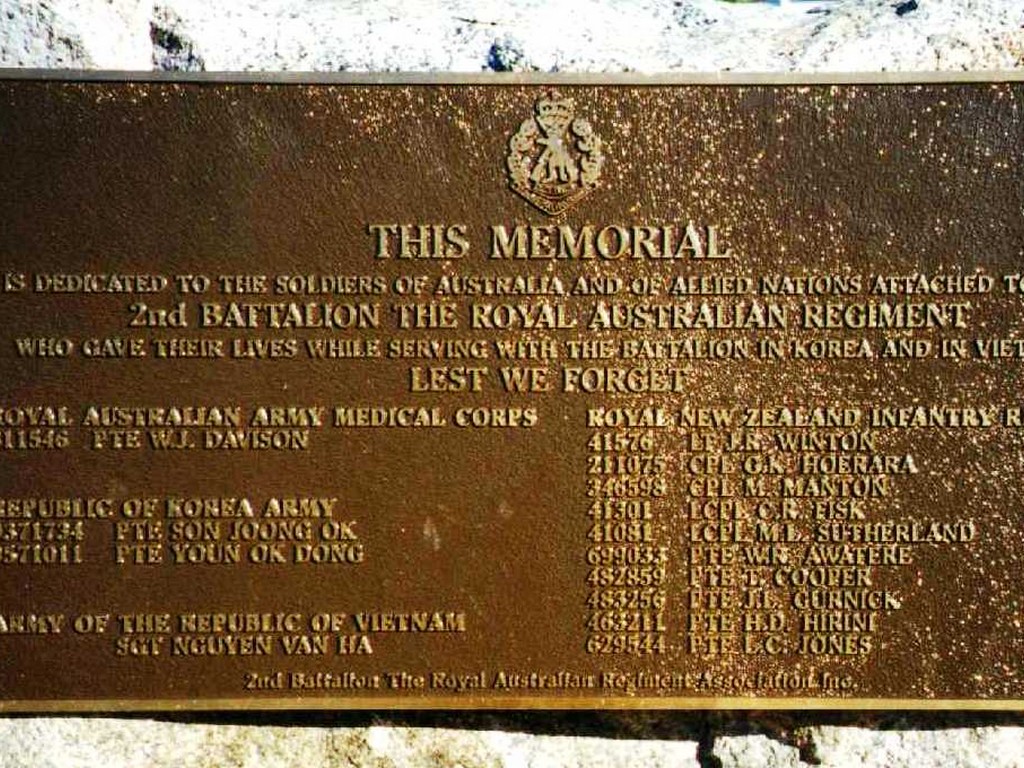 THIS MEMORIAL
IS DEDICATED TO THE SOLDIERS OF AUSTRALIA AND OF ALLIED NATIONS ATTACHED TO
2nd BATTALION THE ROYAL AUSTRALIAN REGIMENT
WHO GAVE THEIR LIVES WHILE SERVING WITH THE BATTALION IN KOREA AND IN VIET
LEST WE FORGET
ROYAL AUSTRALIAN ARMY MEDICAL CORPS
PTE W.J. DAVISON
REPUBLIC OF KOREA ARMY
PTE SON JOONG OK
PTE YOUN OK DONG
ARMY OF THE REPUBLIC OF VIETNAM
SGT NGUYEN VAN HA
ROYAL NEW ZEALAND INFANTRY R
41576 LT J.R. WINTON
211075 CPL G.K. HOERARA
346598 CPL M. MANTON
41301 LCPL C.R. FISK
41081 LCPL M.L. SUTHERLAND
699033 PTE W.R. AWATERE
482859 PTE T. COOPER
483256 PTE J.L. GURNICK
463211 PTE H.D. HIRINI
629544 PTE L.C. JONES
2nd Battalion The Royal Australian Regiment Association Inc.